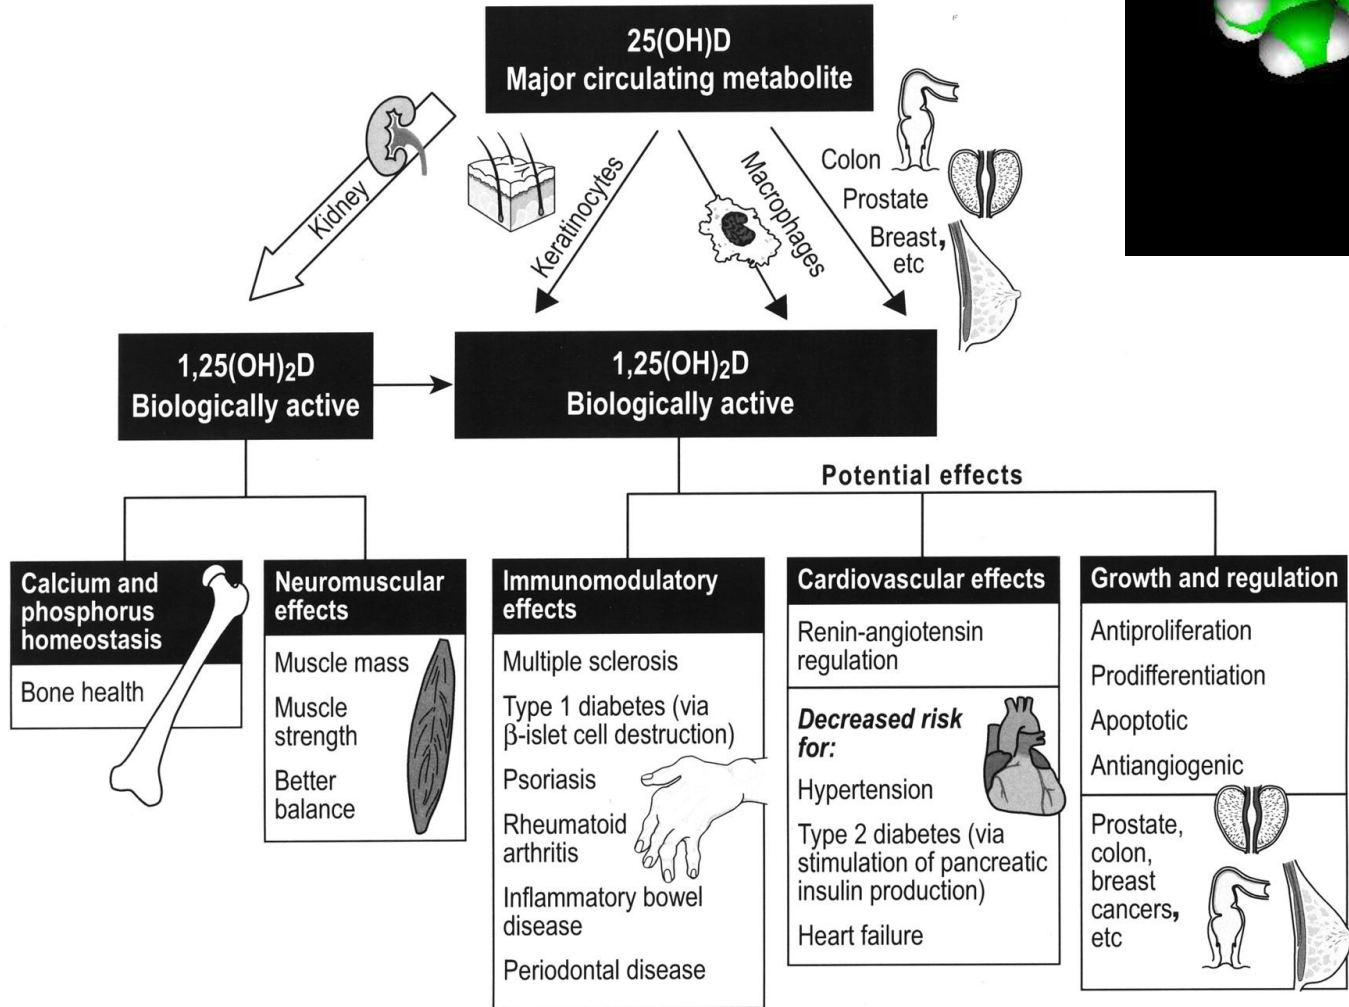 25(OH)D
Major circulating metabolite
Kidney
Keratinocytes
Macrophages
Colon
Prostate
Breast,
etc
1,25(OH)₂D
Biologically active
1,25(OH)₂D
Biologically active
Potential effects
Calcium and
phosphorus
homeostasis
Bone health
Neuromuscular
effects
Muscle mass
Muscle
strength
Better
balance
Immunomodulatory
effects
Multiple sclerosis
Type 1 diabetes (via
β-islet cell destruction)
Psoriasis
Rheumatoid
arthritis
Inflammatory bowel
disease
Periodontal disease
Cardiovascular effects
Renin-angiotensin
regulation
Decreased risk
for:
Hypertension
Type 2 diabetes (via
stimulation of pancreatic
insulin production)
Heart failure
Growth and regulation
Antiproliferation
Prodifferentiation
Apoptotic
Antiangiogenic
Prostate,
colon,
breast
cancers,
etc